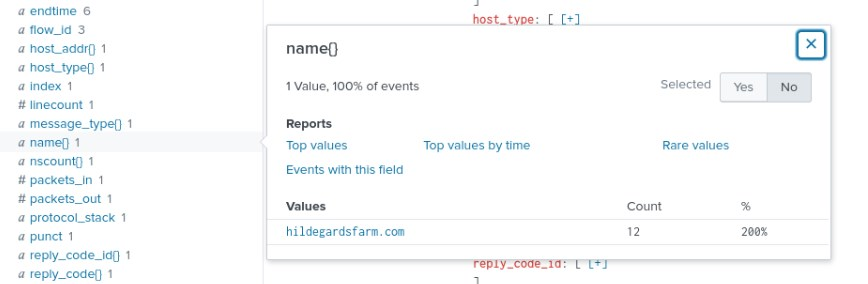 a endtime 6
a flow_id 3
a host_addr{} 1
a host_type{} 1
a index 1
# linecount 1
a message_type{} 1
a name{} 1
a nscount{} 1
# packets_in 1
# packets_out 1
a protocol_stack 1
a punct 1
a reply_code_id{} 1
a reply_code{} 1
]
host_type: [ [+]
name{}
1 Value, 100% of events
Selected Yes No
Reports
Top values Top values by time Rare values
Events with this field
Values Count %
hildegardsfarm.com 12 200%
reply_code_id: [ [+]
]